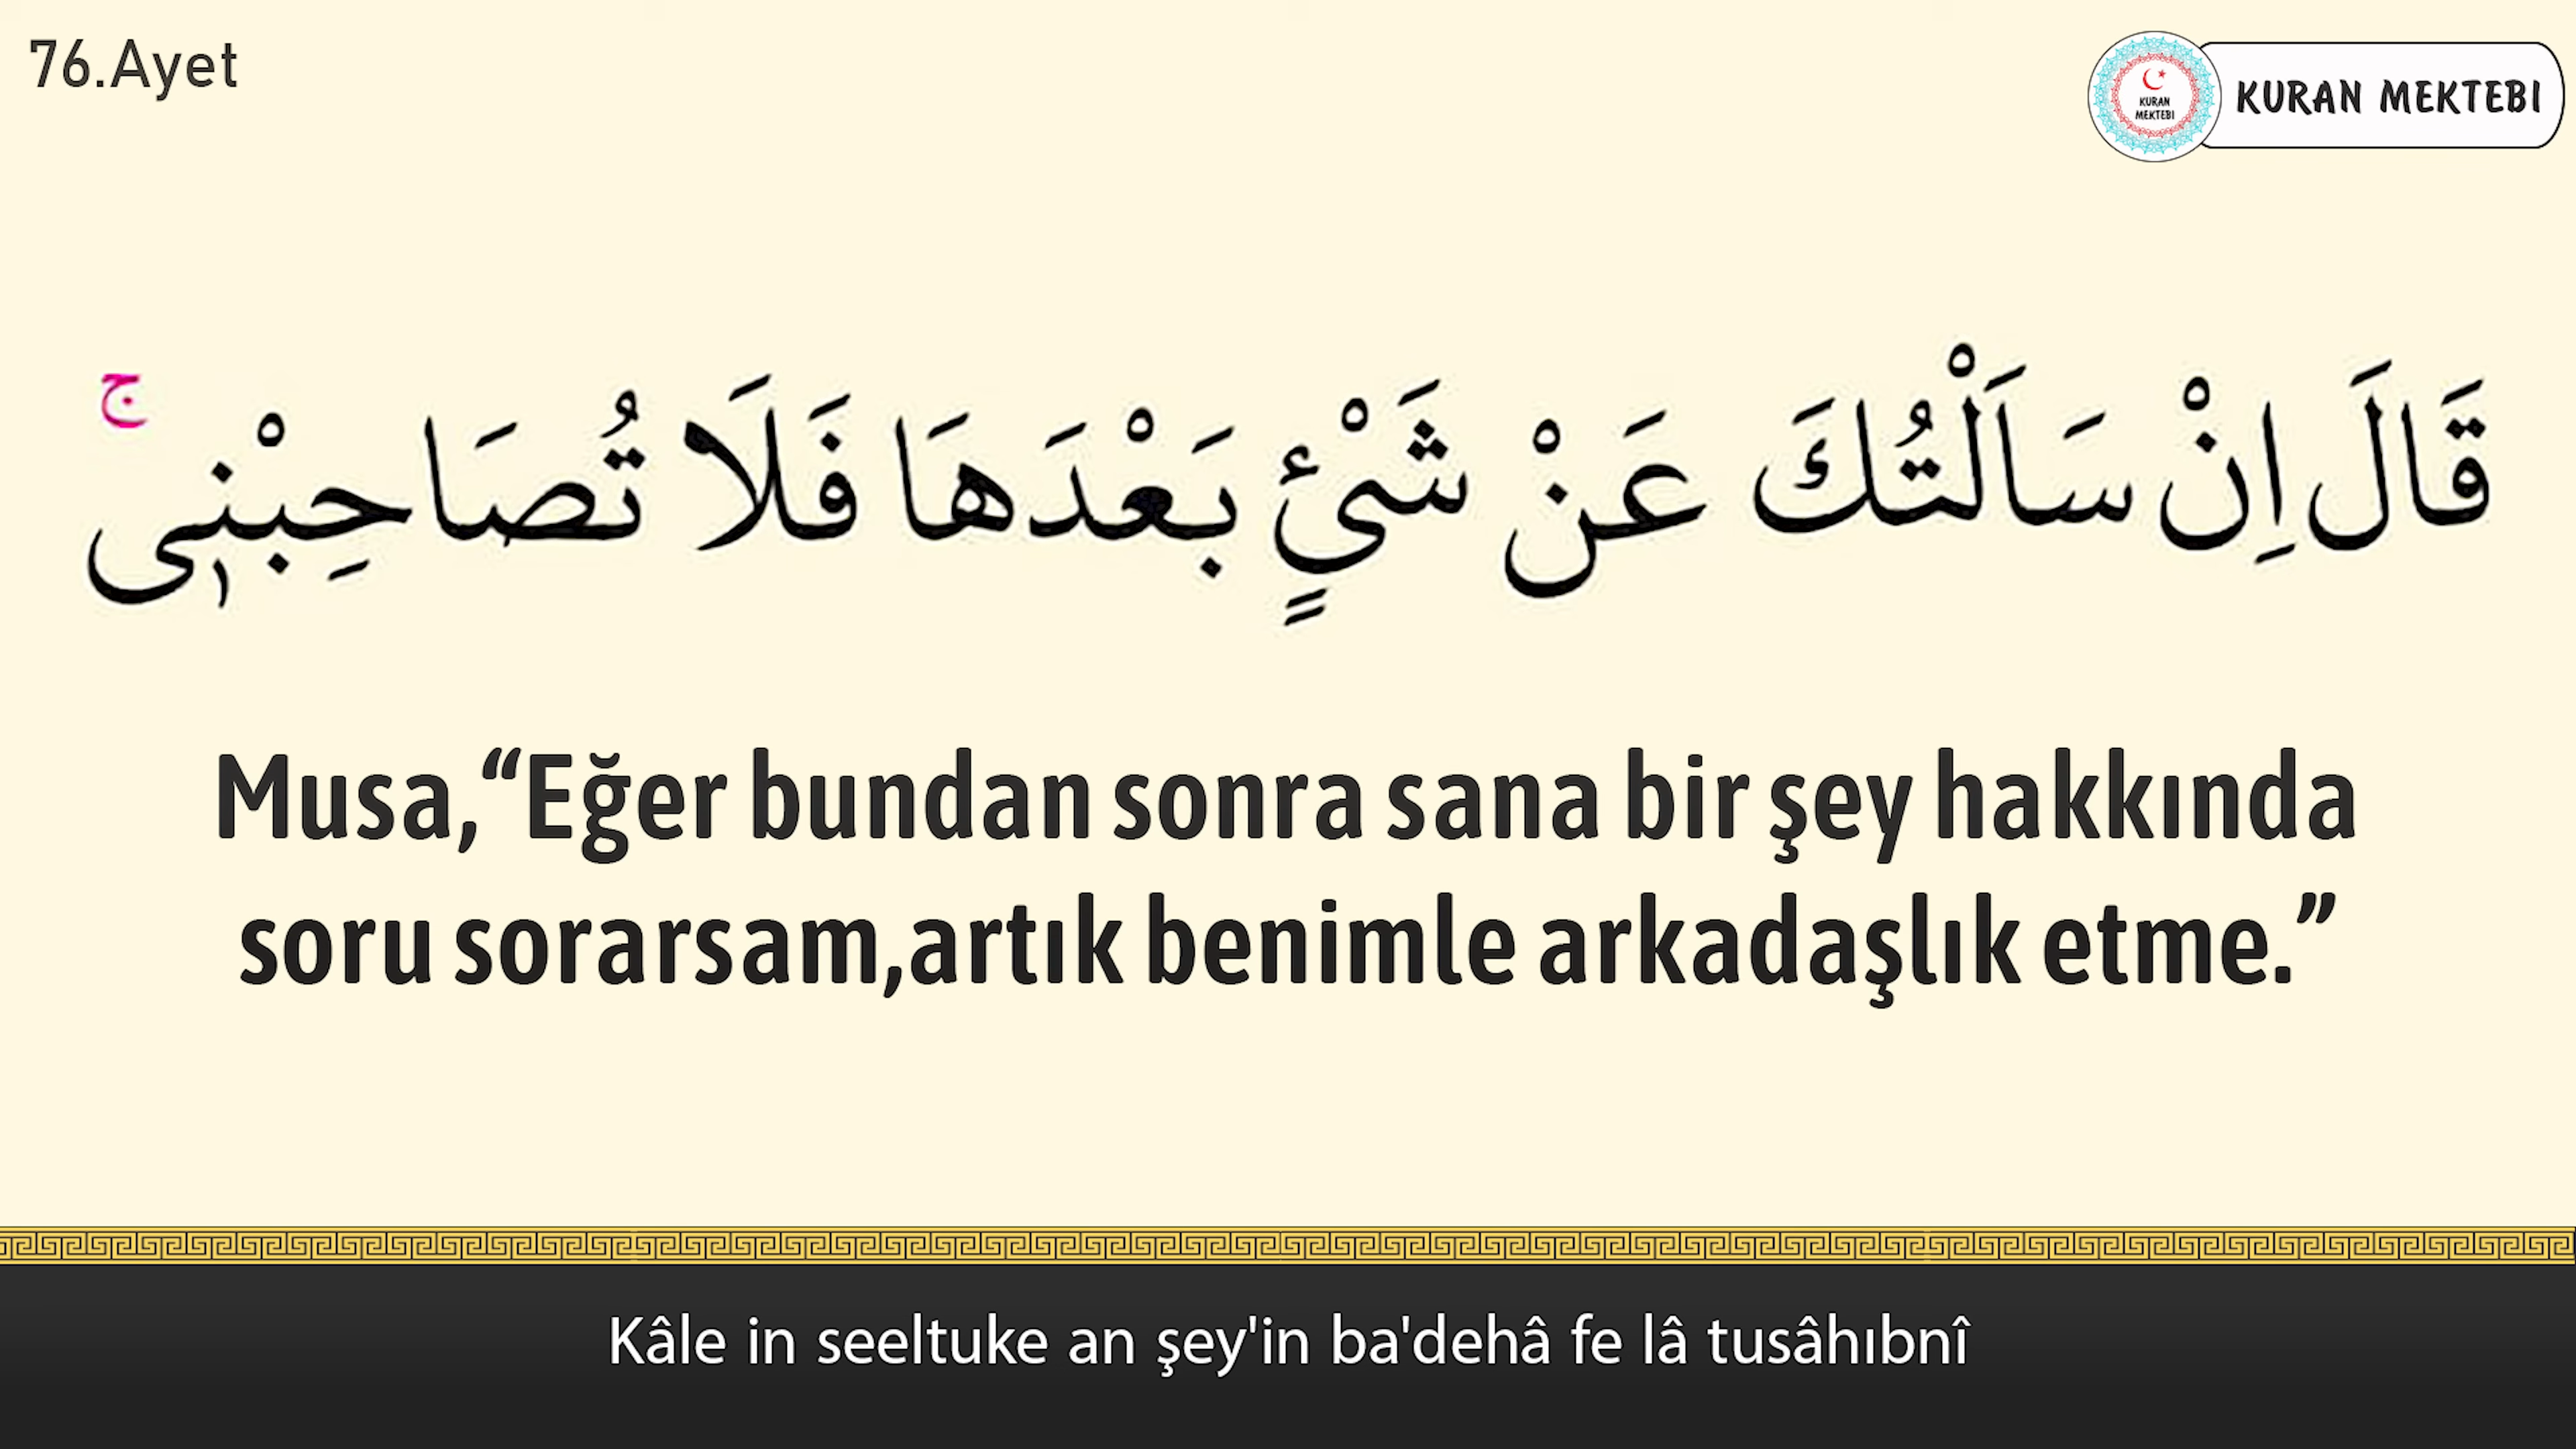 76.Ayet
KURAN
MEKTEBI
KURAN MEKTEBI
ج
قَالَ اِنْ سَاَلْتُكَ عَنْ شَیْئٍ بَعْدَهَا فَلَا تُصَاحِبْنٖى
Musa,“Eğer bundan sonra sana bir şey hakkında
soru sorarsam,artık benimle arkadaşlık etme.”
Kâle in seeltuke an şey'in ba'dehâ fe lâ tusâhıbnî